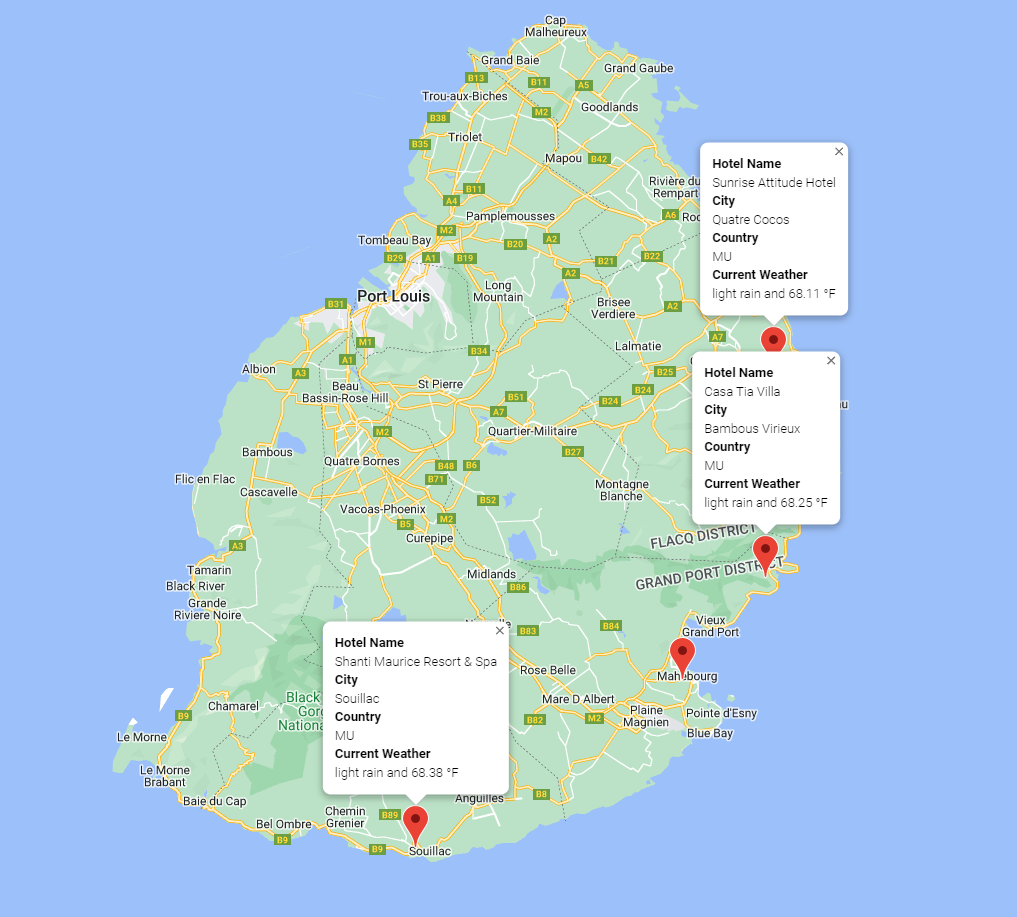 Cap
Malheureux
Grand Baie
Grand Gaube
B13
B11
A5
Trou-aux-Biches
Goodlands
M2
B38
Triolet
B35
Mapou
B42
Rivière du
Rempart
B11
A4
A6
Pamplemousses
M2
Tombeau Bay
B20
A2
B29
A1
B19
B21
B22
A2
Long
Mountain
Port Louis
B31
Brisee
Verdiere
A2
M1
A7
Lalmatie
B34
A1
Albion
A3
B25
St Pierre
Beau
Bassin-Rose Hill
B24
B51
B24
A7
M2
Quartier-Militaire
Bambous
B27
Quatre Bornes
B48
B6
Flic en Flac
B71
Cascavelle
Montagne
Blanche
B52
Vacoas-Phoenix
B5
M2
Curepipe
FLACQ DISTRICT
A3
GRAND PORT DISTRICT
Tamarin
Midlands
Black River
B86
Grande
Riviere Noire
Vieux
Grand Port
B83
B84
Rose Belle
Mahebourg
Mare D Albert
Chamarel
Black
Plaine
Magnien
Pointe d'Esny
B9
B82
M2
Blue Bay
Le Morne
Le Morne
Brabant
Baie du Cap
Anguilles
B8
Chemin
Grenier
B89
Bel Ombre
B9
B9
Souillac
Hotel Name
Sunrise Attitude Hotel
City
Quatre Cocos
Country
MU
Current Weather
light rain and 68.11 °F
Hotel Name
Casa Tia Villa
City
Bambous Virieux
Country
MU
Current Weather
light rain and 68.25 °F
Hotel Name
Shanti Maurice Resort & Spa
City
Souillac
Country
MU
Current Weather
light rain and 68.38 °F